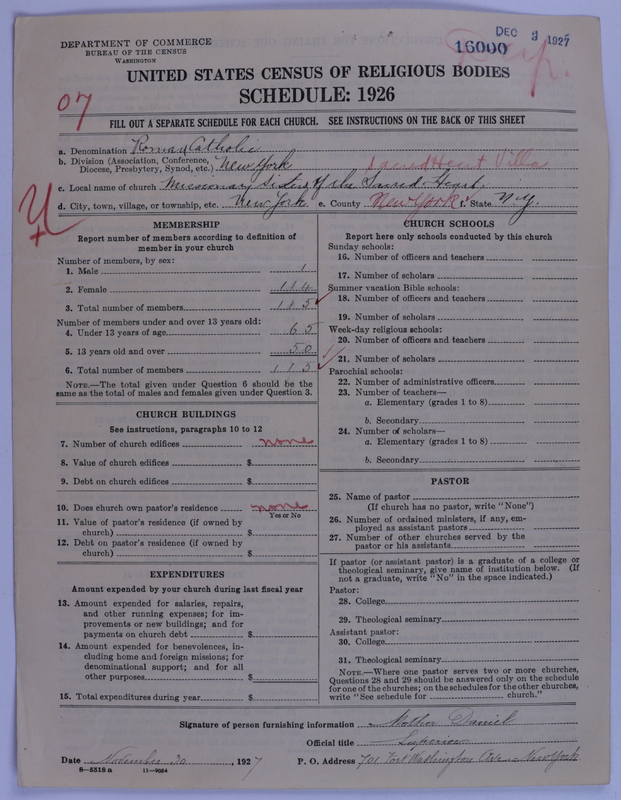 DEPARTMENT OF COMMERCE
BUREAU OF THE CENSUS
WASHINGTON
DEC 3 1927
16000
UNITED STATES CENSUS OF RELIGIOUS BODIES
SCHEDULE: 1926
07
FILL OUT A SEPARATE SCHEDULE FOR EACH CHURCH. SEE INSTRUCTIONS ON THE BACK OF THIS SHEET
a. Denomination Roman Catholic
b. Division (Association, Conference, Diocese, Presbytery, Synod, etc.) New York Sacred Heart Villa
c. Local name of church Missionary Sisters of the Sacred Heart
d. City, town, village, or township, etc. New York e. County New York f. State N.Y.
MEMBERSHIP
Report number of members according to definition of
member in your church
Number of members, by sex:
1. Male 1
2. Female 114
3. Total number of members 115
Number of members under and over 13 years old:
4. Under 13 years of age 65
5. 13 years old and over 50
6. Total number of members 115
NOTE.—The total given under Question 6 should be the
same as the total of males and females given under Question 3.
CHURCH BUILDINGS
See instructions, paragraphs 10 to 12
7. Number of church edifices none
8. Value of church edifices $
9. Debt on church edifices $
10. Does church own pastor's residence none
Yes or No
11. Value of pastor's residence (if owned by
church) $
12. Debt on pastor's residence (if owned by
church) $
EXPENDITURES
Amount expended by your church during last fiscal year
13. Amount expended for salaries, repairs,
and other running expenses; for im-
provements or new buildings; and for
payments on church debt $
14. Amount expended for benevolences, in-
cluding home and foreign missions; for
denominational support; and for all
other purposes $
15. Total expenditures during year $
CHURCH SCHOOLS
Report here only schools conducted by this church
Sunday schools:
16. Number of officers and teachers
17. Number of scholars
Summer vacation Bible schools:
18. Number of officers and teachers
19. Number of scholars
Week-day religious schools:
20. Number of officers and teachers
21. Number of scholars
Parochial schools:
22. Number of administrative officers
23. Number of teachers—
a. Elementary (grades 1 to 8)
b. Secondary
24. Number of scholars—
a. Elementary (grades 1 to 8)
b. Secondary
PASTOR
25. Name of pastor
(If church has no pastor, write "None")
26. Number of ordained ministers, if any, em-
ployed as assistant pastors
27. Number of other churches served by the
pastor or his assistants
If pastor (or assistant pastor) is a graduate of a college or
theological seminary, give name of institution below. (If
not a graduate, write "No" in the space indicated.)
Pastor:
28. College
29. Theological seminary
Assistant pastor:
30. College
31. Theological seminary
NOTE.—Where one pastor serves two or more churches,
Questions 28 and 29 should be answered only on the schedule
for one of the churches; on the schedules for the other churches,
write "See schedule for church."
Signature of person furnishing information Mother Daniel
Official title Superior
Date November 30, 1927 P. O. Address 701 Fort Washington Ave. New York
8—5518 a 11—9054